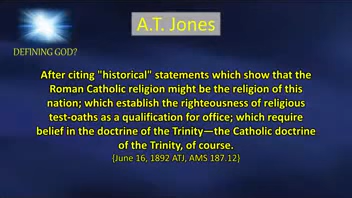 A.T. Jones
DEFINING GOD?
After citing "historical" statements which show that the
Roman Catholic religion might be the religion of this
nation; which establish the righteousness of religious
test-oaths as a qualification for office; which require
belief in the doctrine of the Trinity—the Catholic doctrine
of the Trinity, of course.
{June 16, 1892 ATJ, AMS 187.12}